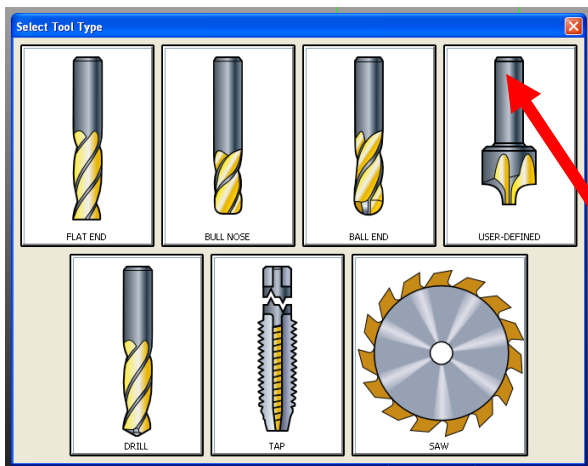 Select Tool Type
FLAT END
BULL NOSE
BALL END
USER-DEFINED
DRILL
TAP
SAW